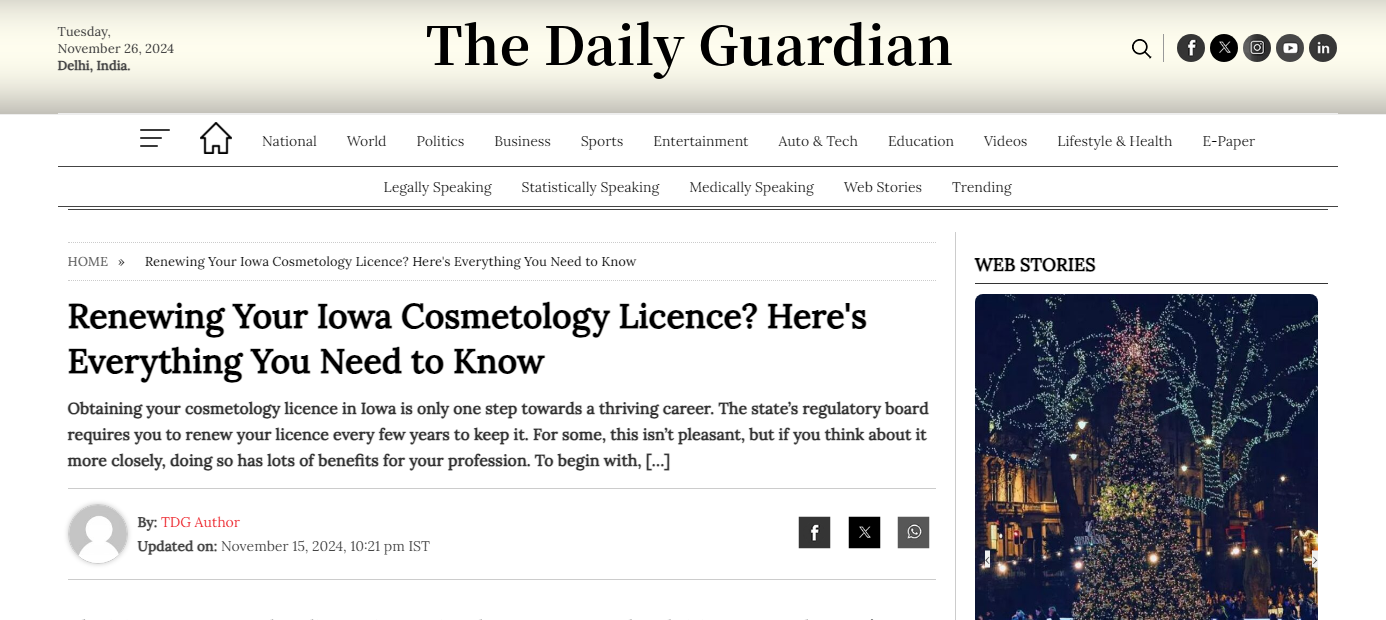 Tuesday,
November 26, 2024
Delhi, India.
The Daily Guardian
National World Politics Business Sports Entertainment Auto & Tech Education Videos Lifestyle & Health E-Paper
Legally Speaking Statistically Speaking Medically Speaking Web Stories Trending
HOME » Renewing Your Iowa Cosmetology Licence? Here's Everything You Need to Know
Renewing Your Iowa Cosmetology Licence? Here's
Everything You Need to Know
Obtaining your cosmetology licence in Iowa is only one step towards a thriving career. The state’s regulatory board
requires you to renew your licence every few years to keep it. For some, this isn’t pleasant, but if you think about it
more closely, doing so has lots of benefits for your profession. To begin with, […]
By: TDG Author
Updated on: November 15, 2024, 10:21 pm IST
WEB STORIES